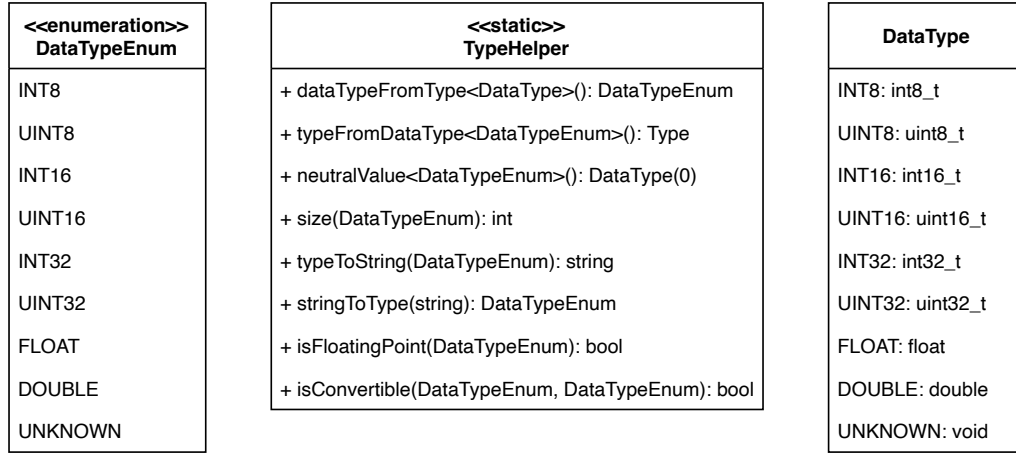 <<enumeration>>
DataTypeEnum
INT8
UINT8
INT16
UINT16
INT32
UINT32
FLOAT
DOUBLE
UNKNOWN
<<static>>
TypeHelper
+ dataTypeFromType<DataType>(): DataTypeEnum
+ typeFromDataType<DataTypeEnum>(): Type
+ neutralValue<DataTypeEnum>(): DataType(0)
+ size(DataTypeEnum): int
+ typeToString(DataTypeEnum): string
+ stringToType(string): DataTypeEnum
+ isFloatingPoint(DataTypeEnum): bool
+ isConvertible(DataTypeEnum, DataTypeEnum): bool
DataType
INT8: int8_t
UINT8: uint8_t
INT16: int16_t
UINT16: uint16_t
INT32: int32_t
UINT32: uint32_t
FLOAT: float
DOUBLE: double
UNKNOWN: void